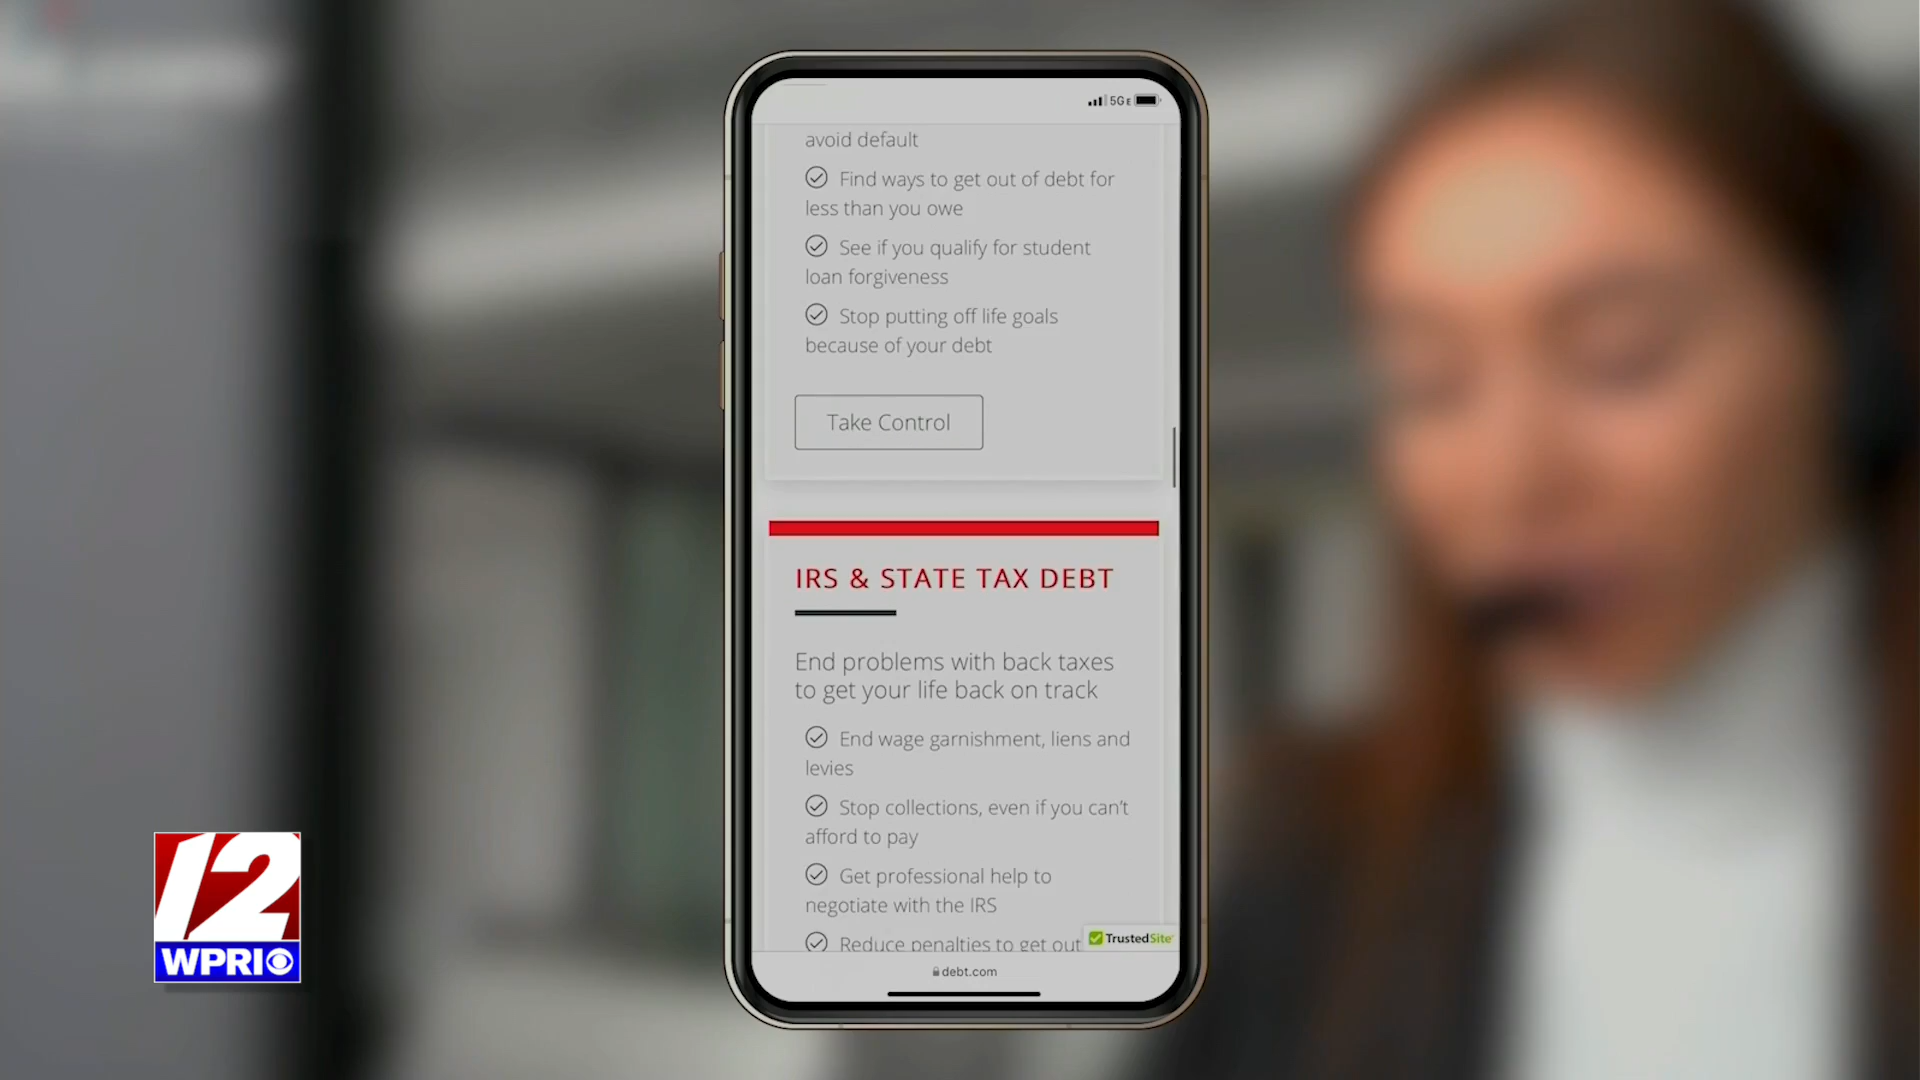 5GE
avoid default
Find ways to get out of debt for
less than you owe
See if you qualify for student
loan forgiveness
Stop putting off life goals
because of your debt
Take Control
IRS & STATE TAX DEBT
End problems with back taxes
to get your life back on track
End wage garnishment, liens and
levies
Stop collections, even if you can't
afford to pay
Get professional help to
negotiate with the IRS
Reduce penalties to get out
TrustedSite
debt.com
12
WPRI